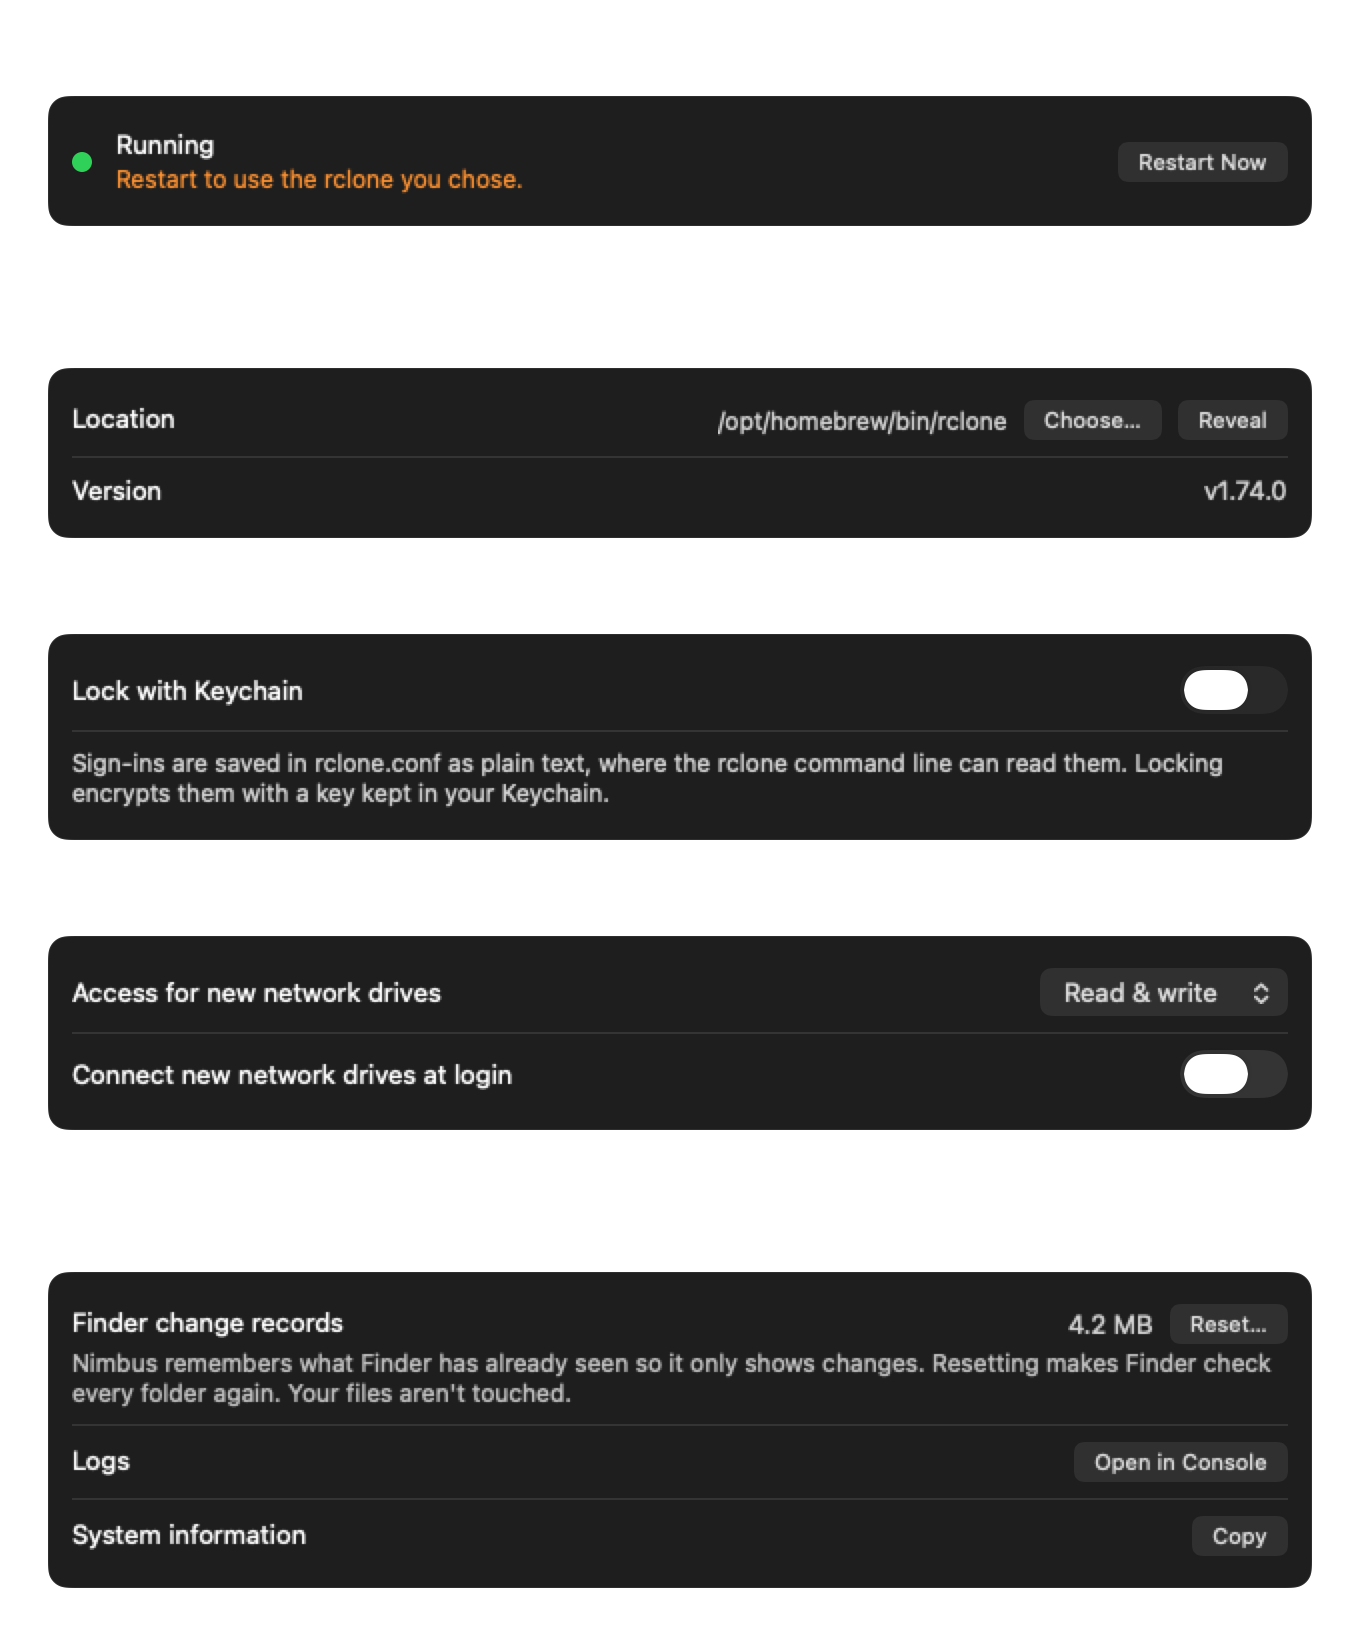 Running
Restart Now
Restart to use the rclone you chose.
Location
/opt/homebrew/bin/rclone
Choose...
Reveal
Version
v1.74.0
Lock with Keychain
Sign-ins are saved in rclone.conf as plain text, where the rclone command line can read them. Locking
encrypts them with a key kept in your Keychain.
Access for new network drives
Read & write
Connect new network drives at login
Finder change records
4.2 MB
Reset...
Nimbus remembers what Finder has already seen so it only shows changes. Resetting makes Finder check
every folder again. Your files aren't touched.
Logs
Open in Console
System information
Copy